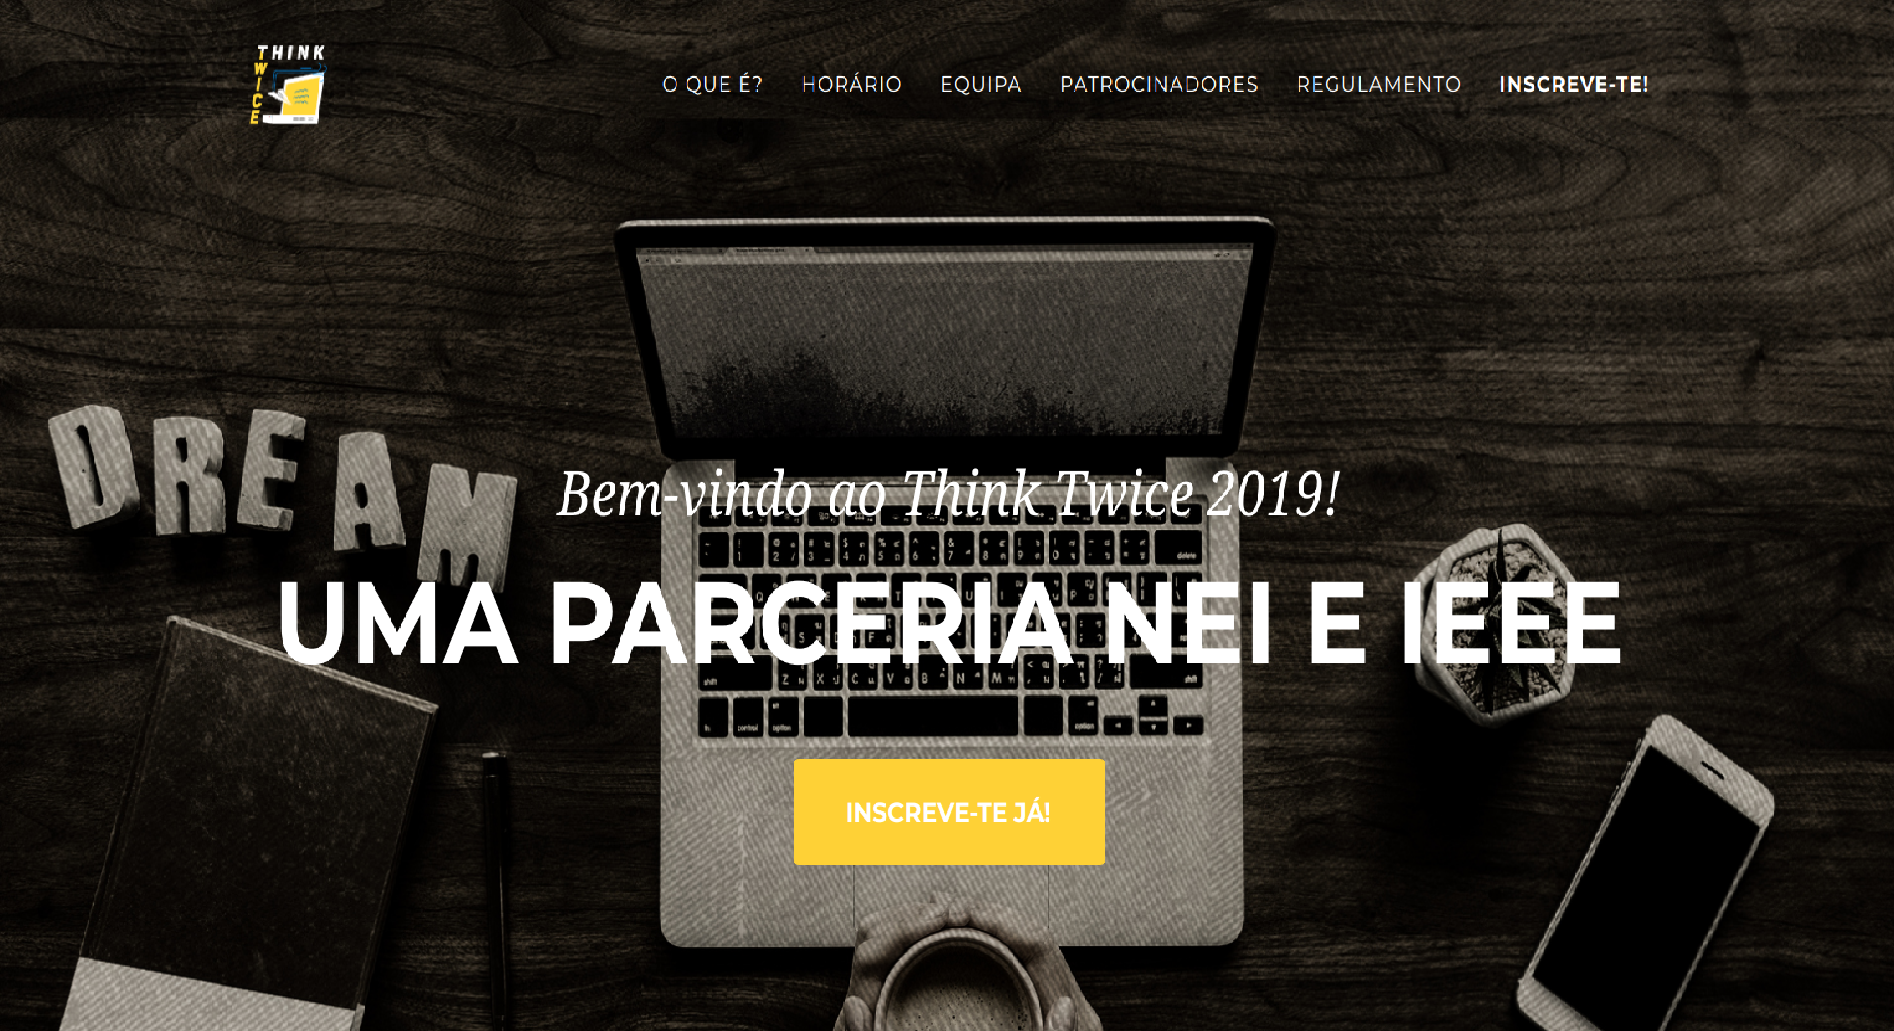 THINK
TWICE
O QUE É?
HORÁRIO
EQUIPA
PATROCINADORES
REGULAMENTO
INSCREVE-TE!
DREAM
Bem-vindo ao Think Twice 2019!
UMA PARCERIA NEI E IEEE
INSCREVE-TE JÁ!